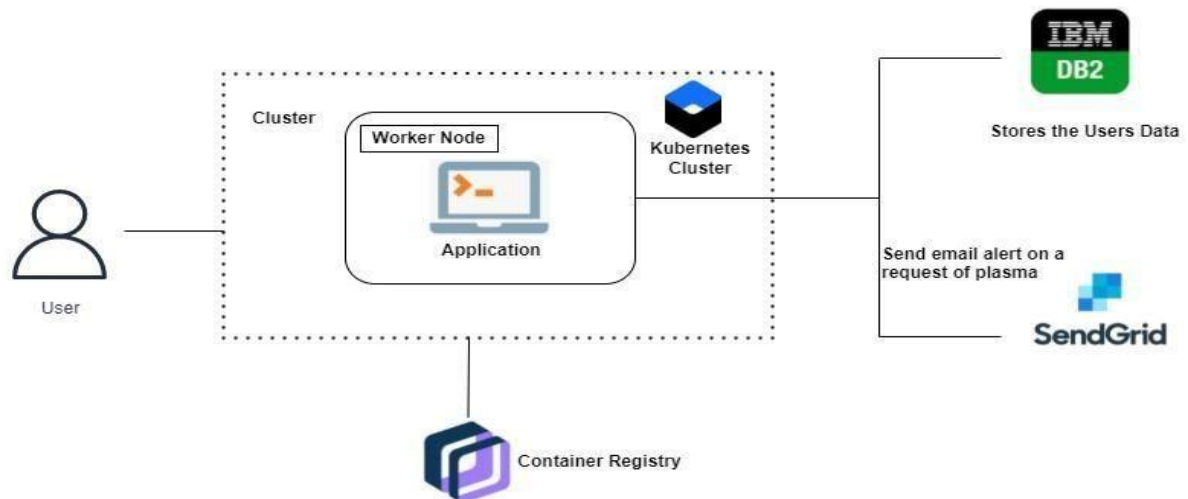 IBM
DB2
Stores the Users Data
Cluster
Worker Node
Kubernetes
Cluster
Application
User
Send email alert on a
request of plasma
SendGrid
Container Registry